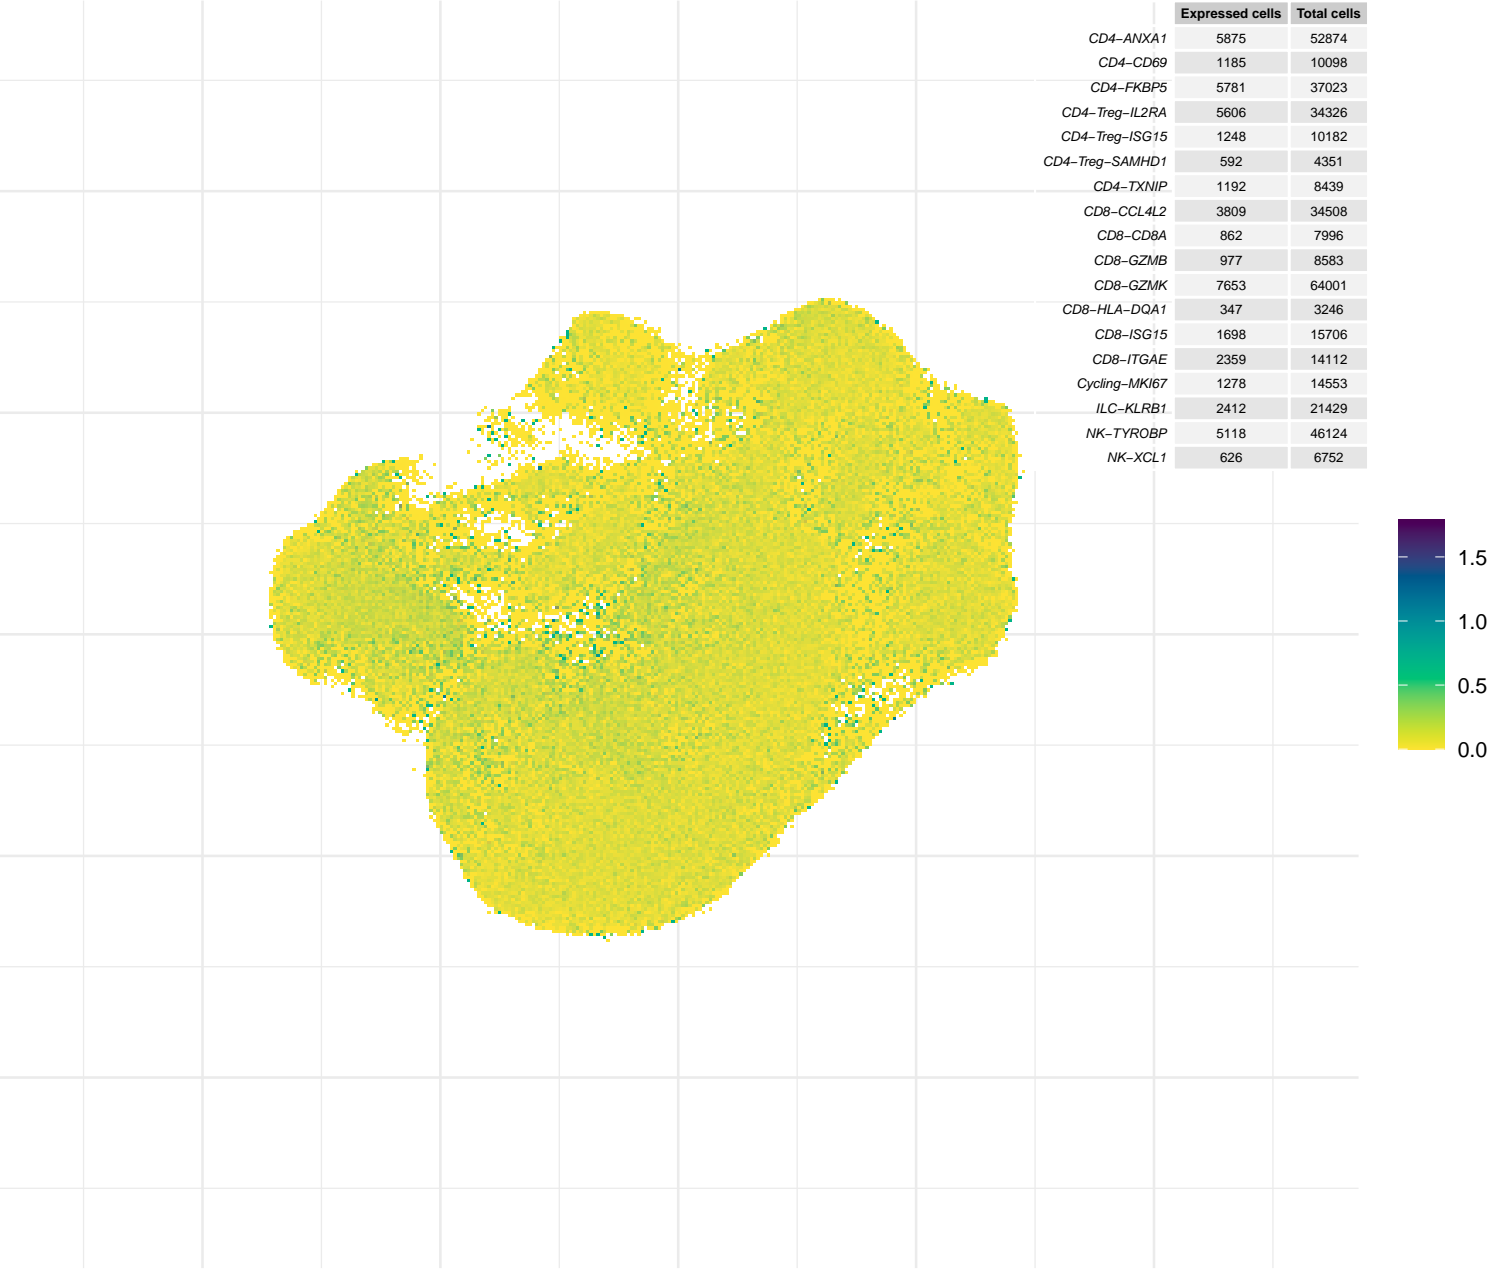 Expressed cells Total cells
CD4−ANXA1 5875 52874
CD4−CD69 1185 10098
CD4−FKBP5 5781 37023
CD4−Treg−IL2RA 5606 34326
CD4−Treg−ISG15 1248 10182
CD4−Treg−SAMHD1 592 4351
CD4−TXNIP 1192 8439
CD8−CCL4L2 3809 34508
CD8−CD8A 862 7996
CD8−GZMB 977 8583
CD8−GZMK 7653 64001
CD8−HLA−DQA1 347 3246
CD8−ISG15 1698 15706
CD8−ITGAE 2359 14112
Cycling−MKI67 1278 14553
ILC−KLRB1 2412 21429
NK−TYROBP 5118 46124
NK−XCL1 626 6752
1.5
1.0
0.5
0.0